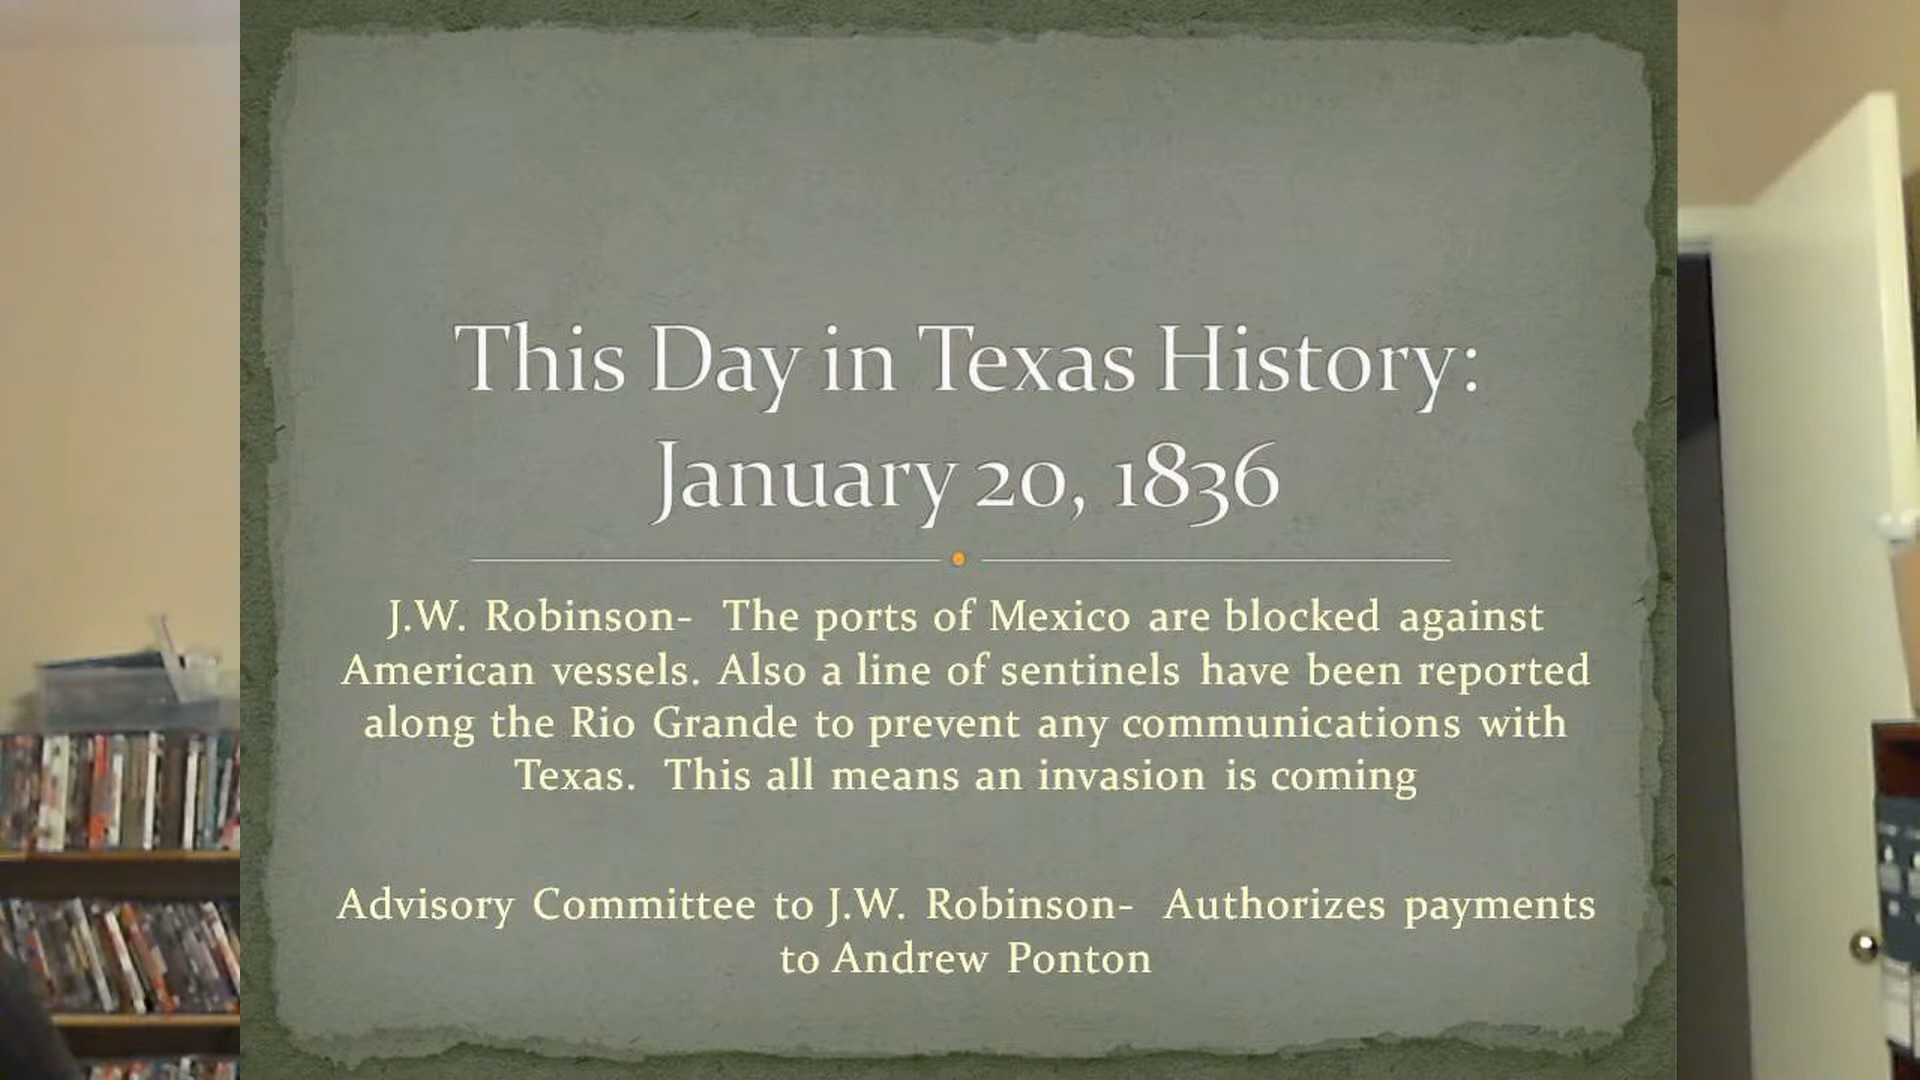 This Day in Texas History:
January 20, 1836
J.W. Robinson- The ports of Mexico are blocked against
American vessels. Also a line of sentinels have been reported
along the Rio Grande to prevent any communications with
Texas. This all means an invasion is coming
Advisory Committee to J.W. Robinson- Authorizes payments
to Andrew Ponton